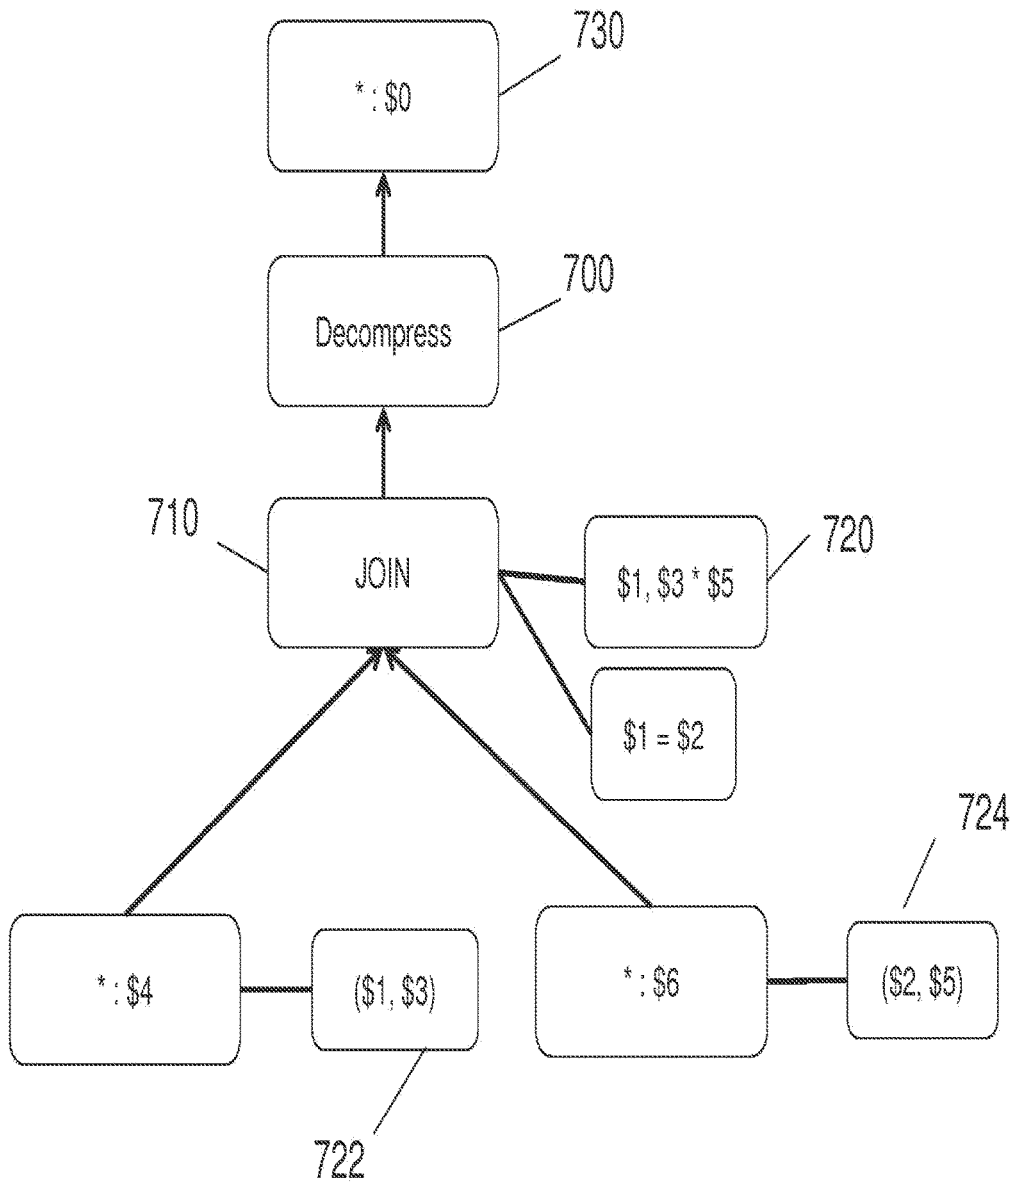 730
* : $0
700
Decompress
710
JOIN
720
$1, $3 * $5
$1 = $2
724
* : $4
($1, $3)
* : $6
($2, $5)
722